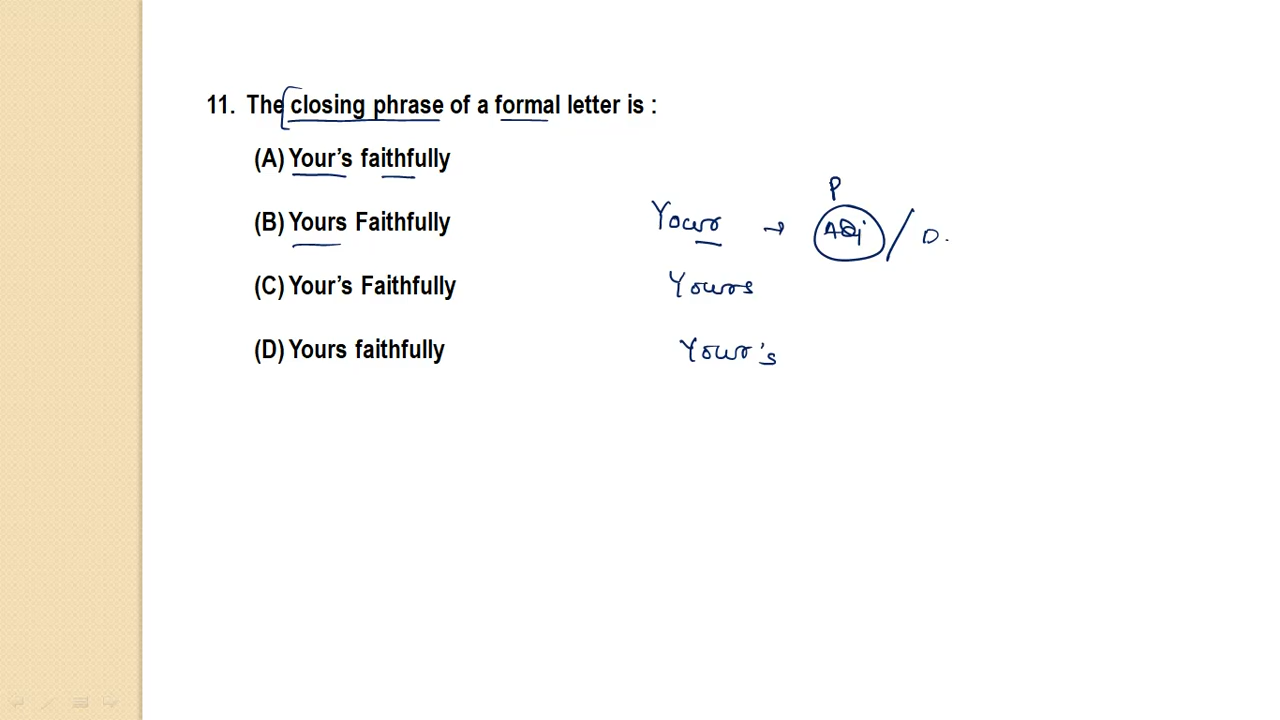 11. The closing phrase of a formal letter is :
(A) Your's faithfully
(B) Yours Faithfully
(C) Your's Faithfully
(D) Yours faithfully
P
Your → Adj / D.
Yours
Your's